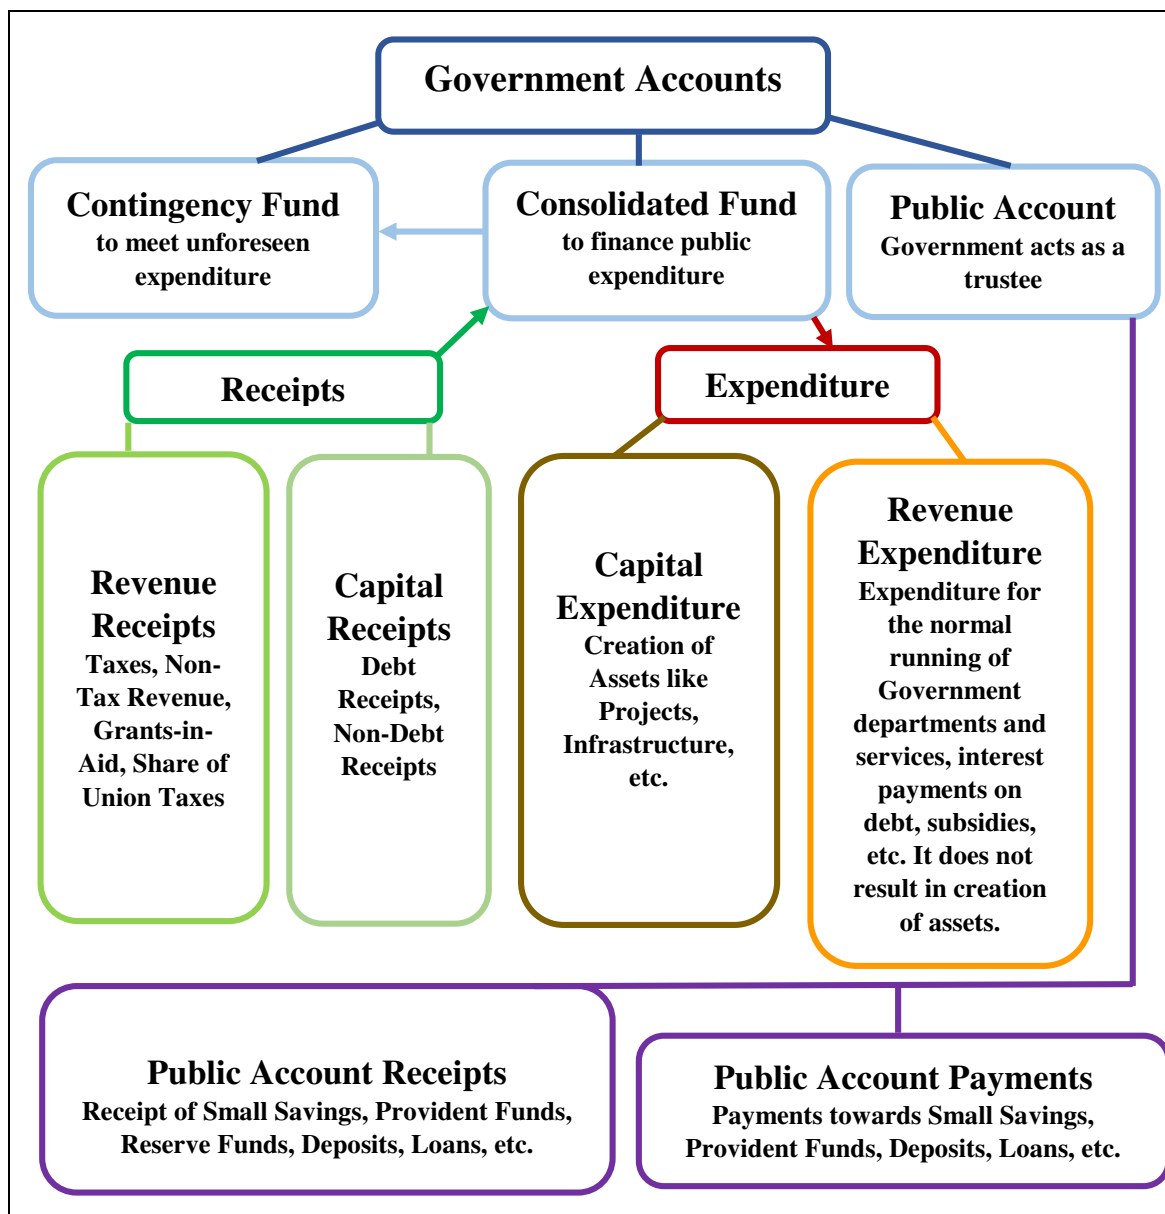 Government Accounts
Contingency Fund
to meet unforeseen
expenditure
Consolidated Fund
to finance public
expenditure
Public Account
Government acts as a
trustee
Receipts
Expenditure
Revenue
Receipts
Taxes, Non-
Tax Revenue,
Grants-in-
Aid, Share of
Union Taxes
Capital
Receipts
Debt
Receipts,
Non-Debt
Receipts
Capital
Expenditure
Creation of
Assets like
Projects,
Infrastructure,
etc.
Revenue
Expenditure
Expenditure for
the normal
running of
Government
departments and
services, interest
payments on
debt, subsidies,
etc. It does not
result in creation
of assets.
Public Account Receipts
Receipt of Small Savings, Provident Funds,
Reserve Funds, Deposits, Loans, etc.
Public Account Payments
Payments towards Small Savings,
Provident Funds, Deposits, Loans, etc.